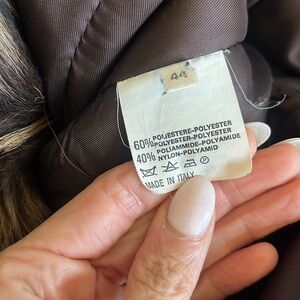 44
60% POLIESTERE-POLYESTER
POLYESTER-POLYESTER
40% POLIAMMIDE-POLYAMIDE
NYLON-POLYAMID
P
MADE IN ITALY